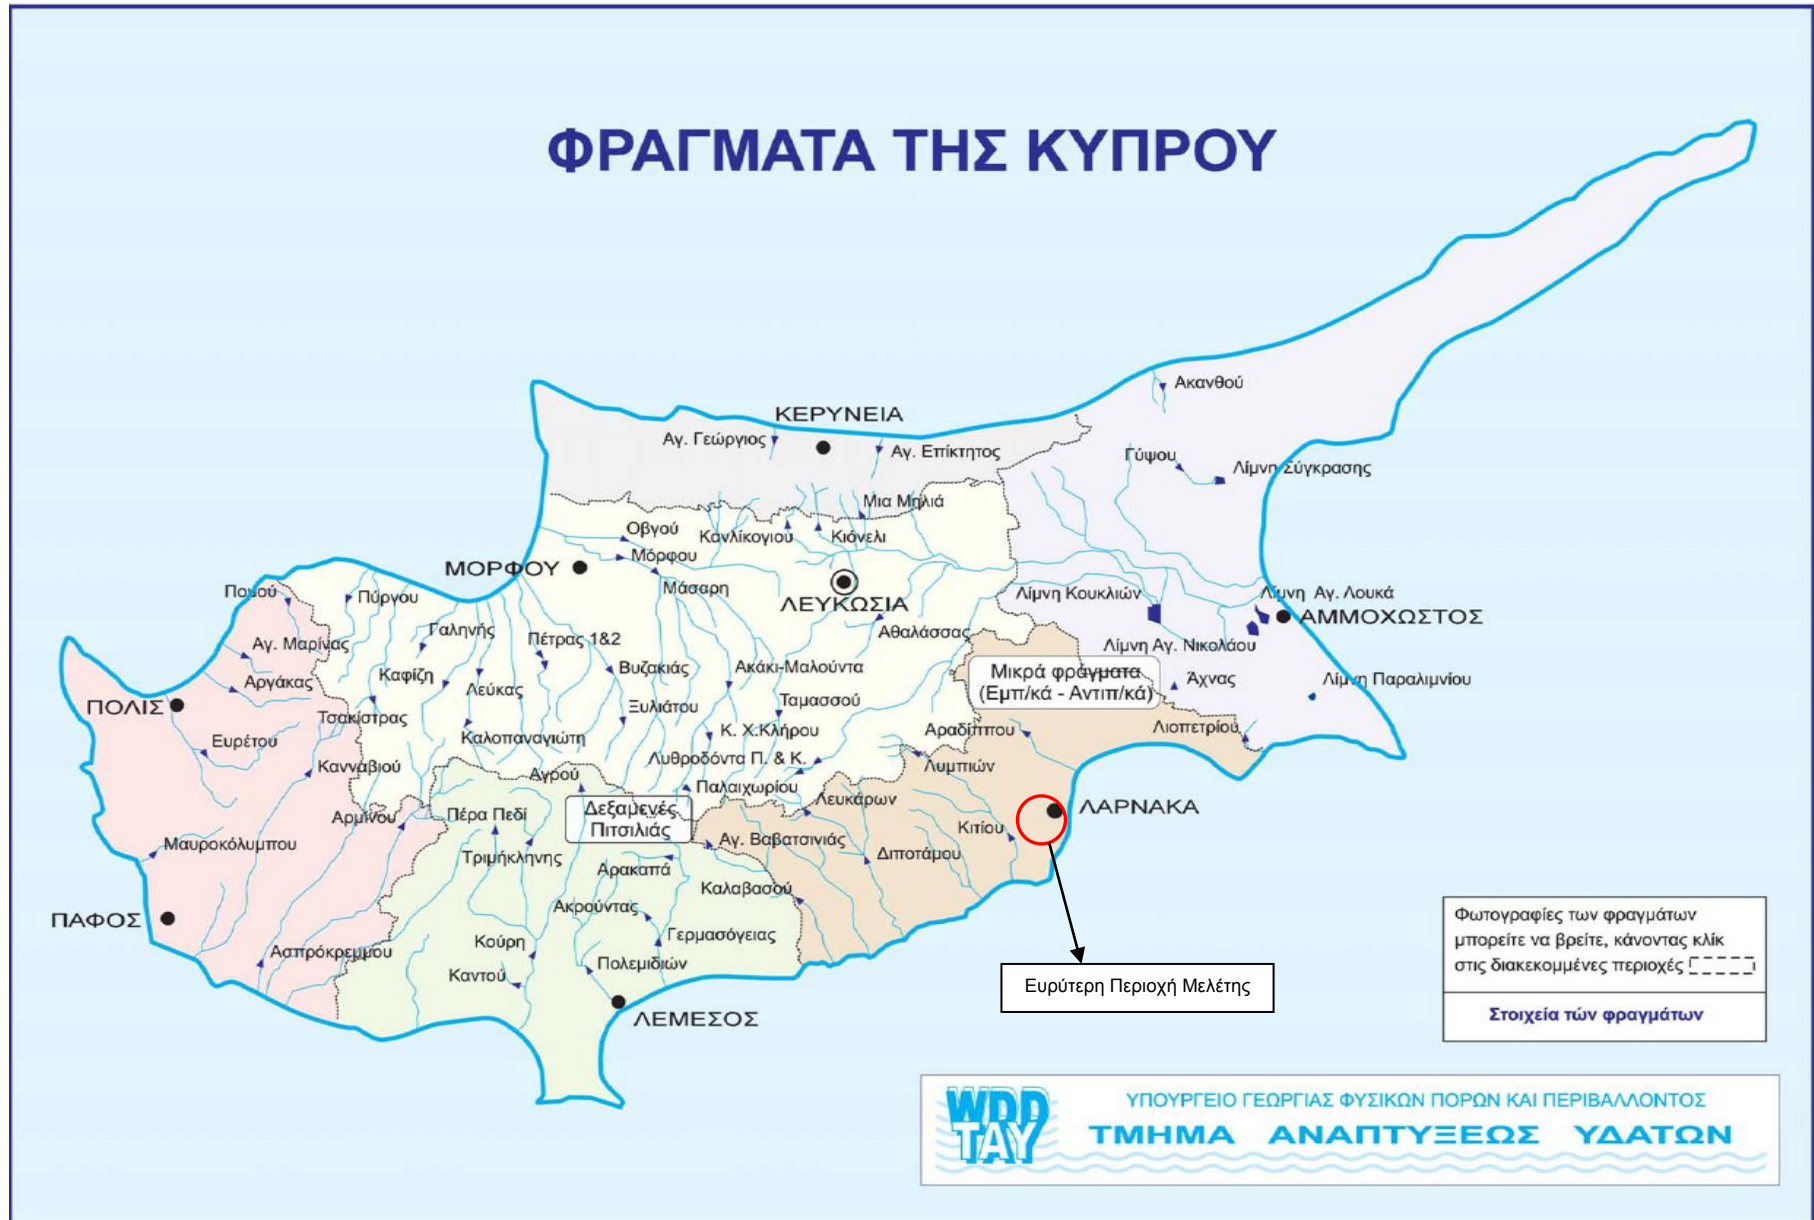 ΦΡΑΓΜΑΤΑ ΤΗΣ ΚΥΠΡΟΥ
Ακανθού
ΚΕΡΥΝΕΙΑ
Αγ. Γεώργιος
Αγ. Επίκτητος
Γύψου
Λίμνη Σύγκρασης
Μια Μηλιά
Οβγού
Κανλίκογιου
Κιόνελι
Μόρφου
ΜΟΡΦΟΥ
Μάσαρη
ΛΕΥΚΩΣΙΑ
Λίμνη Κουκλιών
Λίμνη Αγ. Λουκά
ΑΜΜΟΧΩΣΤΟΣ
Πομού
Πύργου
Γαληνής
Πέτρας 1&2
Αθαλάσσας
Αγ. Μαρίνας
Λίμνη Αγ. Νικολάου
Καφίζη
Βυζακιάς
Ακάκι-Μαλούντα
Μικρά φράγματα
(Εμπ/κά - Αντιπ/κά)
Άχνας
Λίμνη Παραλιμνίου
Αργάκας
Λεύκας
Ξυλιάτου
Ταμασσού
ΠΟΛΙΣ
Τσακίστρας
Κ. Χ.Κλήρου
Αραδίππου
Λιοπετρίου
Ευρέτου
Καλοπαναγιώτη
Λυθροδόντα Π. & Κ.
Κανναβιού
Αγρού
Παλαιχωρίου
Λυμπιών
Λευκάρων
Δεξαμενές
Πιτσιλιάς
ΛΑΡΝΑΚΑ
Αρμίνου
Πέρα Πεδί
Αγ. Βαβατσινιάς
Κιτίου
Μαυροκόλυμπου
Τριμήκληνης
Διποτάμου
Αρακαπά
Καλαβασού
ΠΑΦΟΣ
Ακρούντας
Ασπρόκρεμμου
Κούρη
Γερμασόγειας
Καντού
Πολεμιδιών
ΛΕΜΕΣΟΣ
Ευρύτερη Περιοχή Μελέτης
Φωτογραφίες των φραγμάτων
μπορείτε να βρείτε, κάνοντας κλίκ
στις διακεκομμένες περιοχές
Στοιχεία τών φραγμάτων
WDD
ΤΑΥ
ΥΠΟΥΡΓΕΙΟ ΓΕΩΡΓΙΑΣ ΦΥΣΙΚΩΝ ΠΟΡΩΝ ΚΑΙ ΠΕΡΙΒΑΛΛΟΝΤΟΣ
ΤΜΗΜΑ ΑΝΑΠΤΥΞΕΩΣ ΥΔΑΤΩΝ